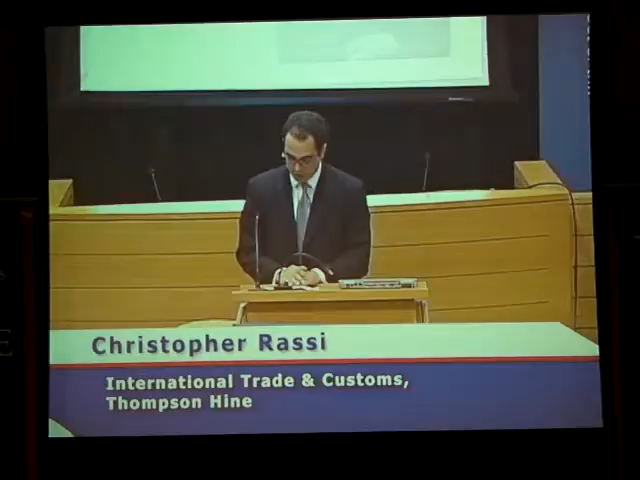 Christopher Rassi
International Trade & Customs,
Thompson Hine